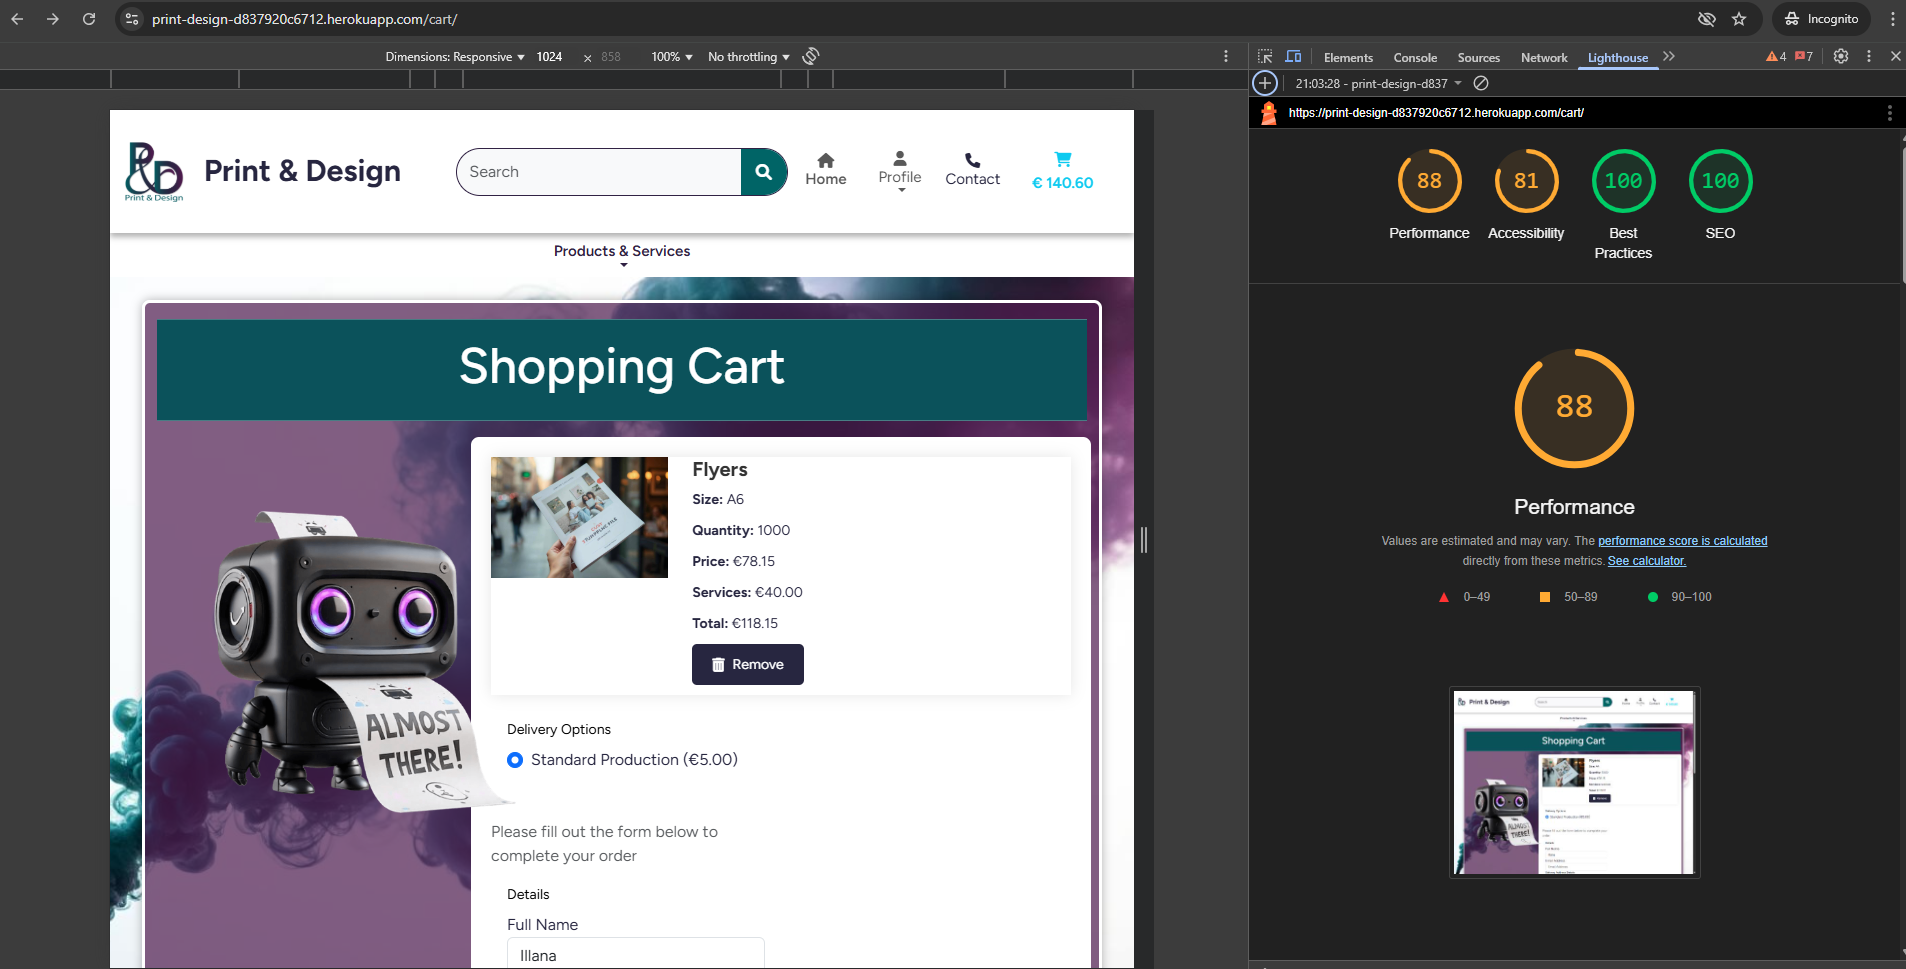 print-design-d837920c6712.herokuapp.com/cart/
Incognito
Dimensions: Responsive 1024 × 858 100% No throttling
Elements Console Sources Network Lighthouse 4 7
21:03:28 - print-design-d837
https://print-design-d837920c6712.herokuapp.com/cart/
P&D
Print & Design
Print & Design
Search
Home
Profile
Contact
€ 140.60
Products & Services
Shopping Cart
Flyers
Size: A6
Quantity: 1000
Price: €78.15
Services: €40.00
Total: €118.15
Remove
ALMOST
THERE!
Delivery Options
Standard Production (€5.00)
Please fill out the form below to
complete your order
Details
Full Name
Illana
88 81 100 100
Performance Accessibility Best Practices SEO
88
Performance
Values are estimated and may vary. The performance score is calculated
directly from these metrics. See calculator.
0–49 50–89 90–100
Print & Design
Shopping Cart
ALMOST
THERE!